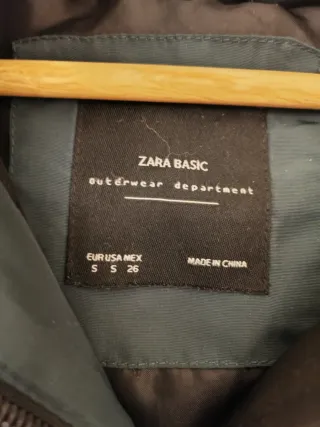 ZARA BASIC
outerwear department
EUR USA MEX
S S 26
MADE IN CHINA